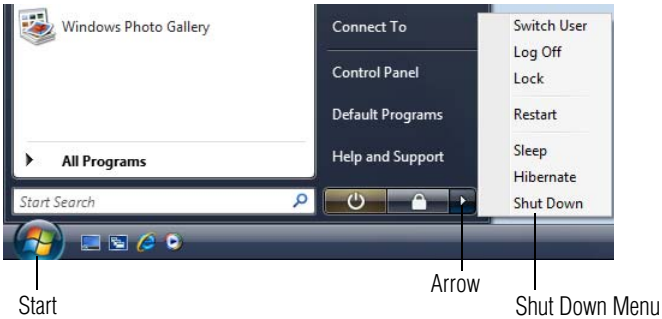 Windows Photo Gallery
All Programs
Start Search
Connect To
Control Panel
Default Programs
Help and Support
Switch User
Log Off
Lock
Restart
Sleep
Hibernate
Shut Down
Start
Arrow
Shut Down Menu